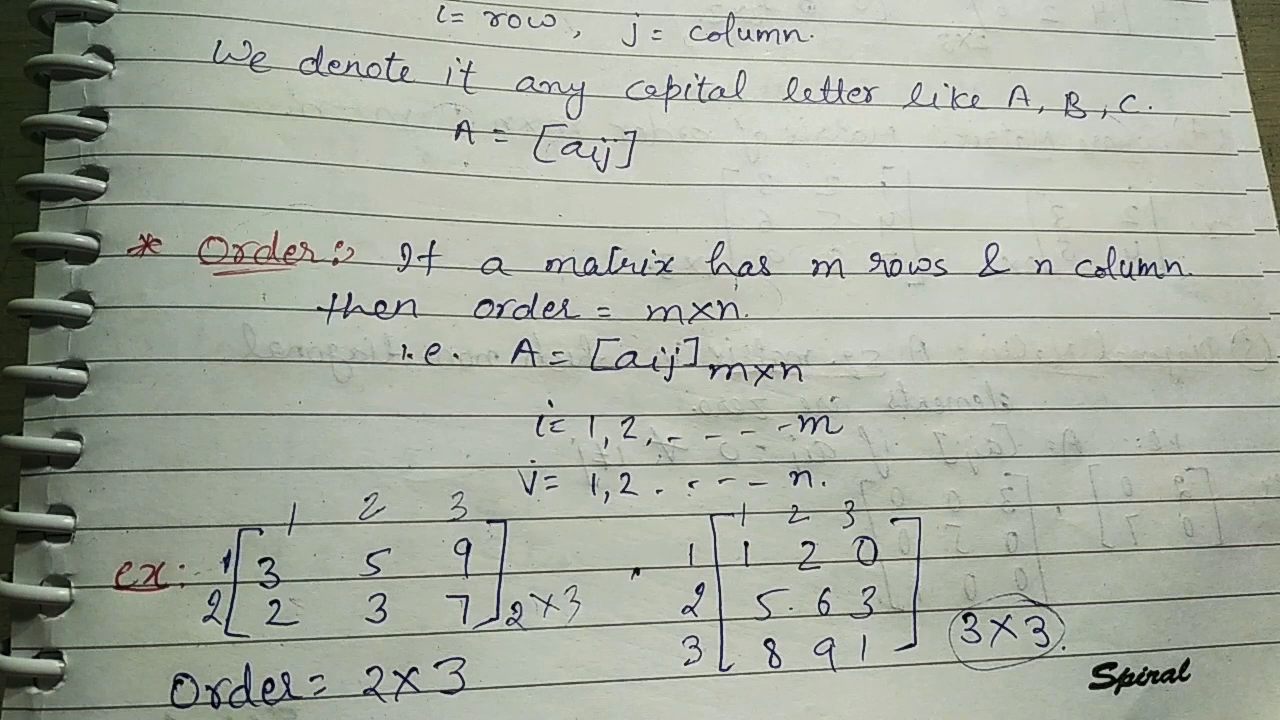 i = row, j = column.
We denote it any capital letter like A, B, C.
A = [aij]
* Order:> If a matrix has m rows & n column.
then order = m×n.
i.e. A = [aij] m×n
i = 1, 2, - - - - - m
j = 1, 2 - - - - - n.
1 2 3
ex: 1 [3 5 9
2 2 3 7] 2×3
Order = 2×3
1 2 3
1 [1 2 0
2 5. 6 3
3 8 9 1] 3×3.
Spiral